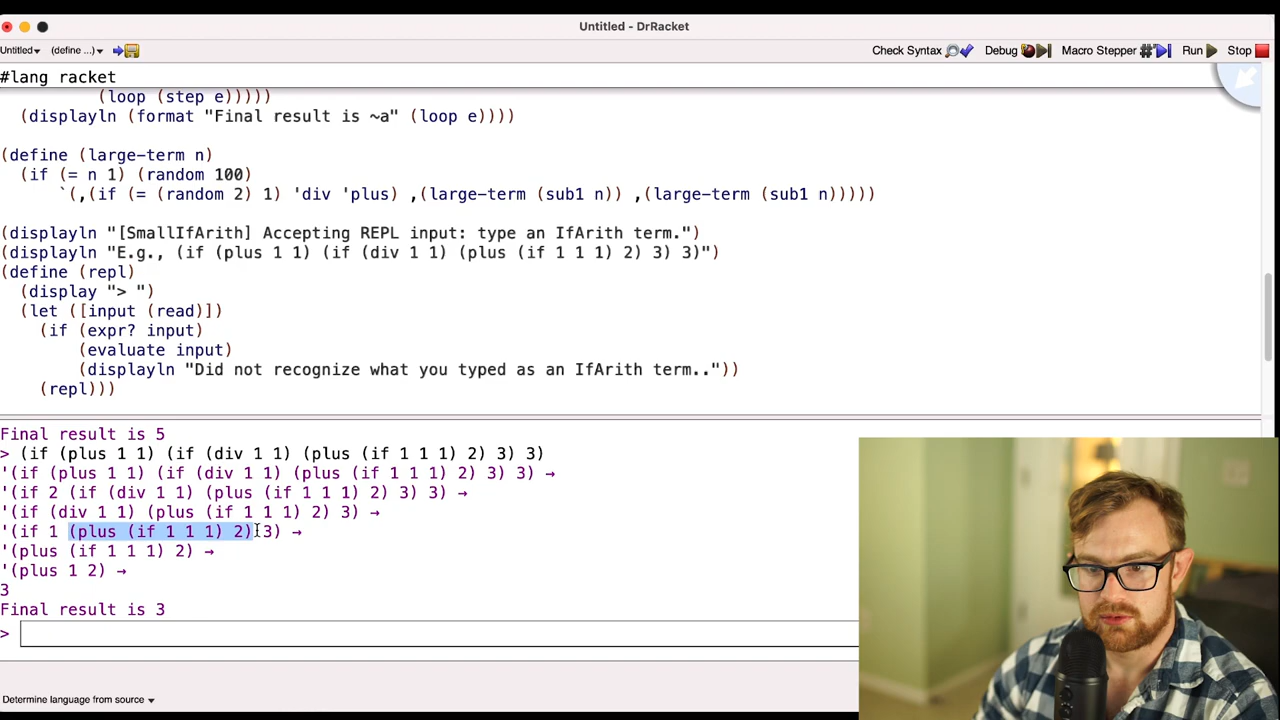 Untitled - DrRacket
Untitled▾ (define ...)▾ Check Syntax Debug Macro Stepper Run Stop
#lang racket
(loop (step e)))))
(displayln (format "Final result is ~a" (loop e))))
(define (large-term n)
(if (= n 1) (random 100)
`(,(if (= (random 2) 1) 'div 'plus) ,(large-term (sub1 n)) ,(large-term (sub1 n)))))
(displayln "[SmallIfArith] Accepting REPL input: type an IfArith term.")
(displayln "E.g., (if (plus 1 1) (if (div 1 1) (plus (if 1 1 1) 2) 3) 3)")
(define (repl)
(display "> ")
(let ([input (read)])
(if (expr? input)
(evaluate input)
(displayln "Did not recognize what you typed as an IfArith term.."))
(repl)))
Final result is 5
> (if (plus 1 1) (if (div 1 1) (plus (if 1 1 1) 2) 3) 3)
'(if (plus 1 1) (if (div 1 1) (plus (if 1 1 1) 2) 3) 3) →
'(if 2 (if (div 1 1) (plus (if 1 1 1) 2) 3) 3) →
'(if (div 1 1) (plus (if 1 1 1) 2) 3) →
'(if 1 (plus (if 1 1 1) 2) 3) →
'(plus (if 1 1 1) 2) →
'(plus 1 2) →
3
Final result is 3
>
Determine language from source ▾